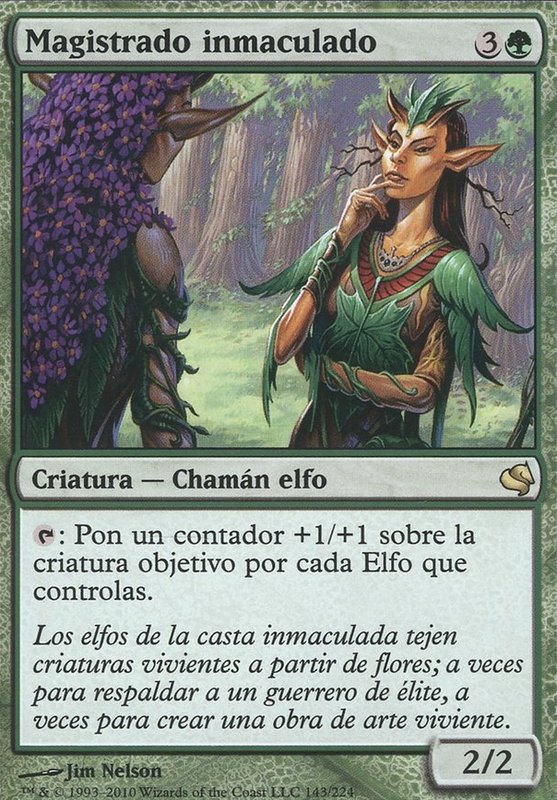 Magistrado inmaculado 3
Criatura — Chamán elfo
: Pon un contador +1/+1 sobre la
criatura objetivo por cada Elfo que
controlas.
Los elfos de la casta inmaculada tejen
criaturas vivientes a partir de flores; a veces
para respaldar a un guerrero de élite, a
veces para crear una obra de arte viviente.
2/2
Jim Nelson
™ & © 1993–2010 Wizards of the Coast LLC 143/224